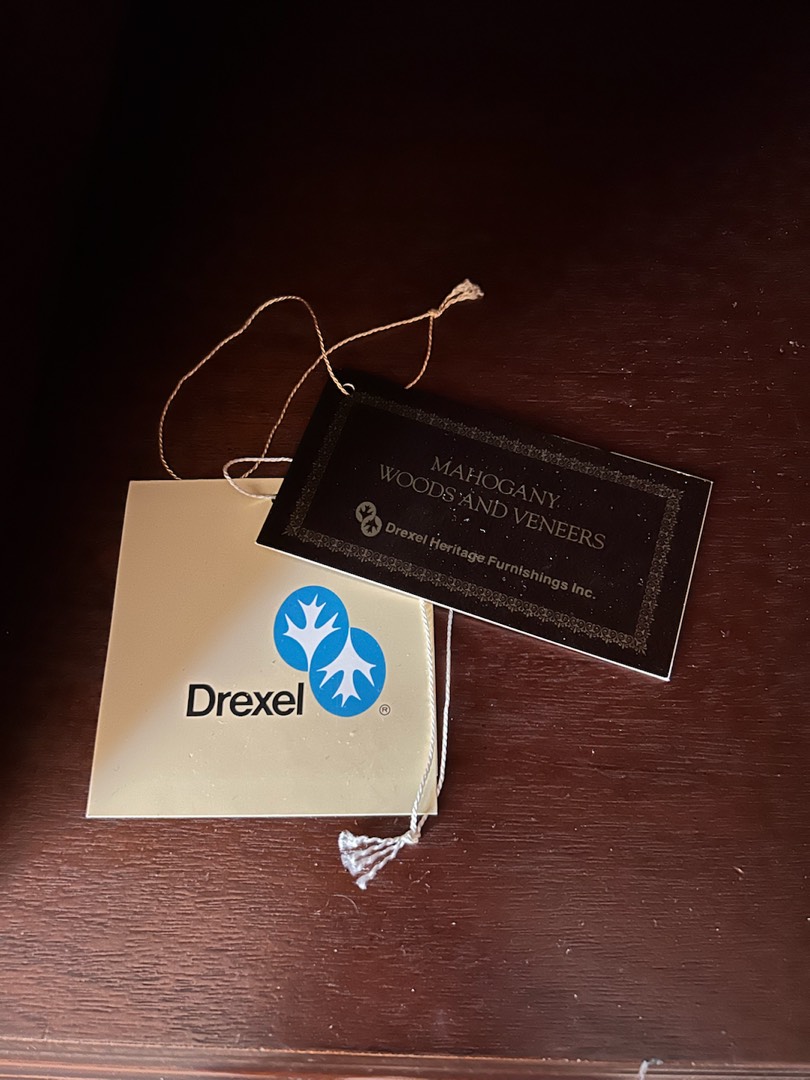 MAHOGANY
WOODS AND VENEERS
Drexel Heritage Furnishings Inc.
Drexel ®